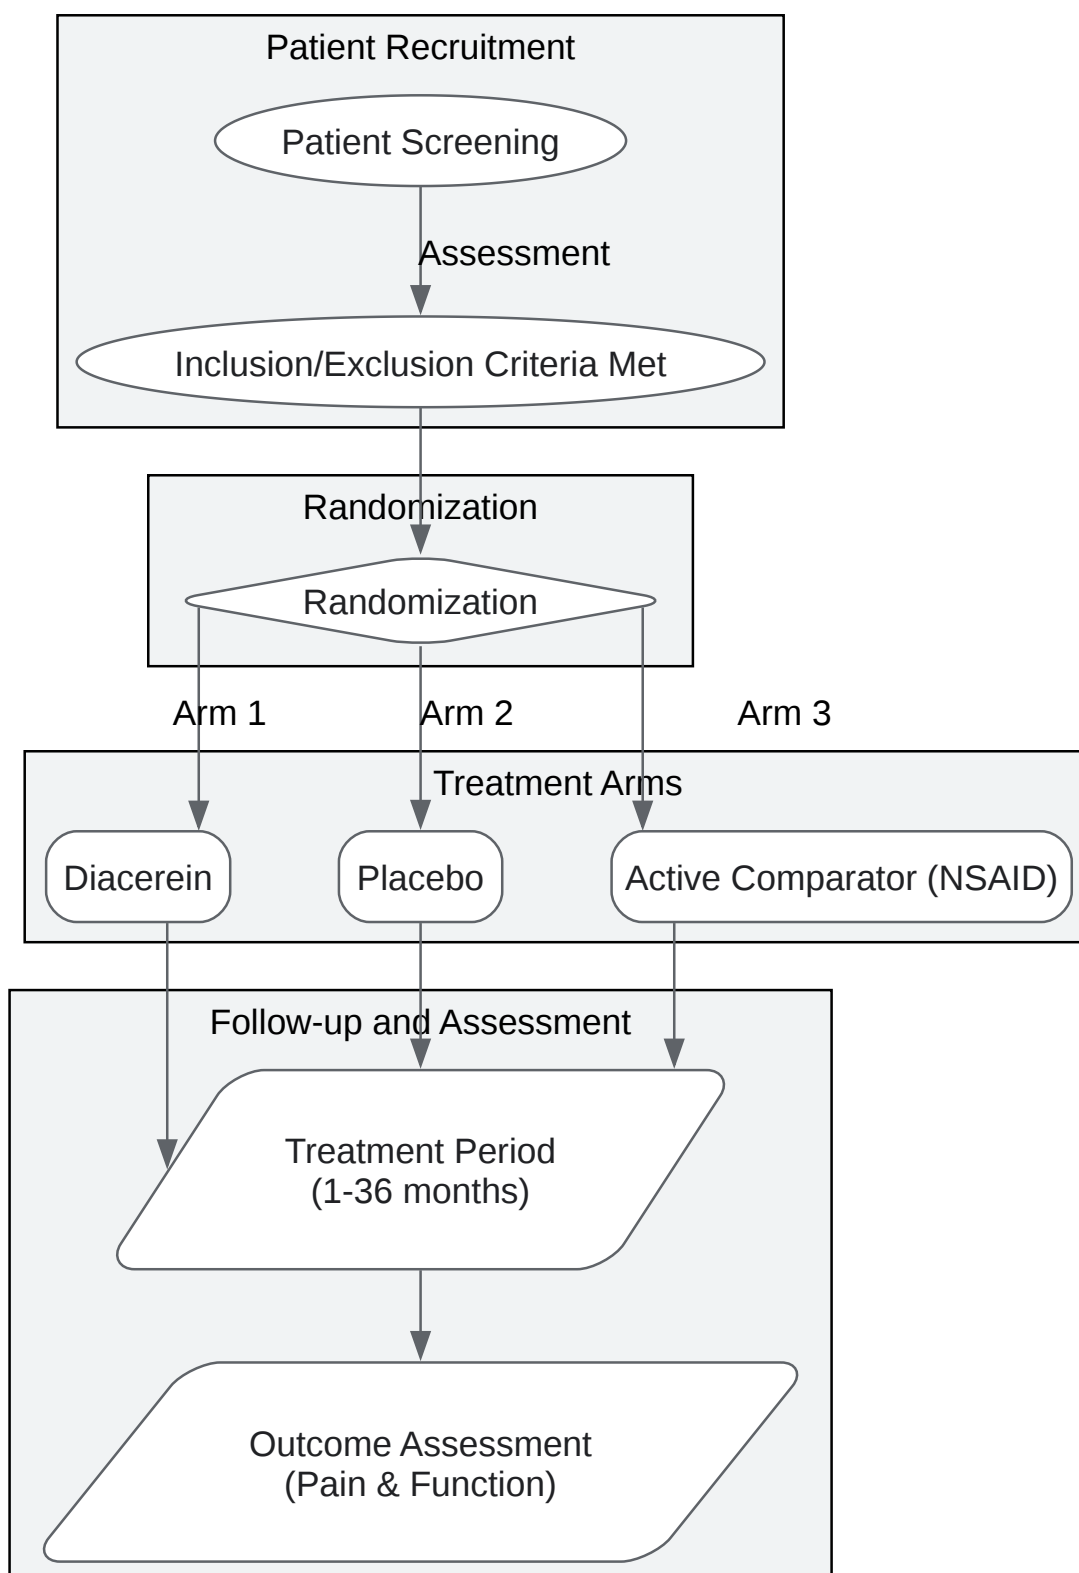 Patient Recruitment
Patient Screening
Assessment
Inclusion/Exclusion Criteria Met
Randomization
Randomization
Arm 1
Arm 2
Arm 3
Treatment Arms
Diacerein
Placebo
Active Comparator (NSAID)
Follow-up and Assessment
Treatment Period
(1-36 months)
Outcome Assessment
(Pain & Function)